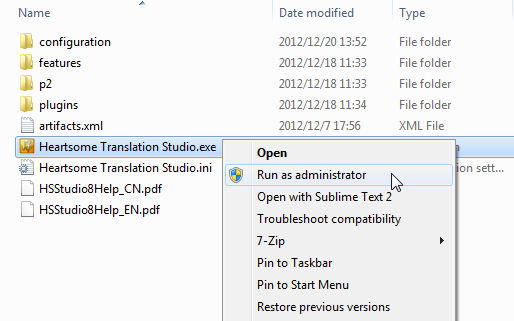 Name Date modified Type
configuration 2012/12/20 13:52 File folder
features 2012/12/18 11:33 File folder
p2 2012/12/18 11:33 File folder
plugins 2012/12/18 11:34 File folder
artifacts.xml 2012/12/7 17:56 XML File
Heartsome Translation Studio.exe
Heartsome Translation Studio.ini
HSStudio8Help_CN.pdf
HSStudio8Help_EN.pdf
Open
Run as administrator
Open with Sublime Text 2
Troubleshoot compatibility
7-Zip
Pin to Taskbar
Pin to Start Menu
Restore previous versions